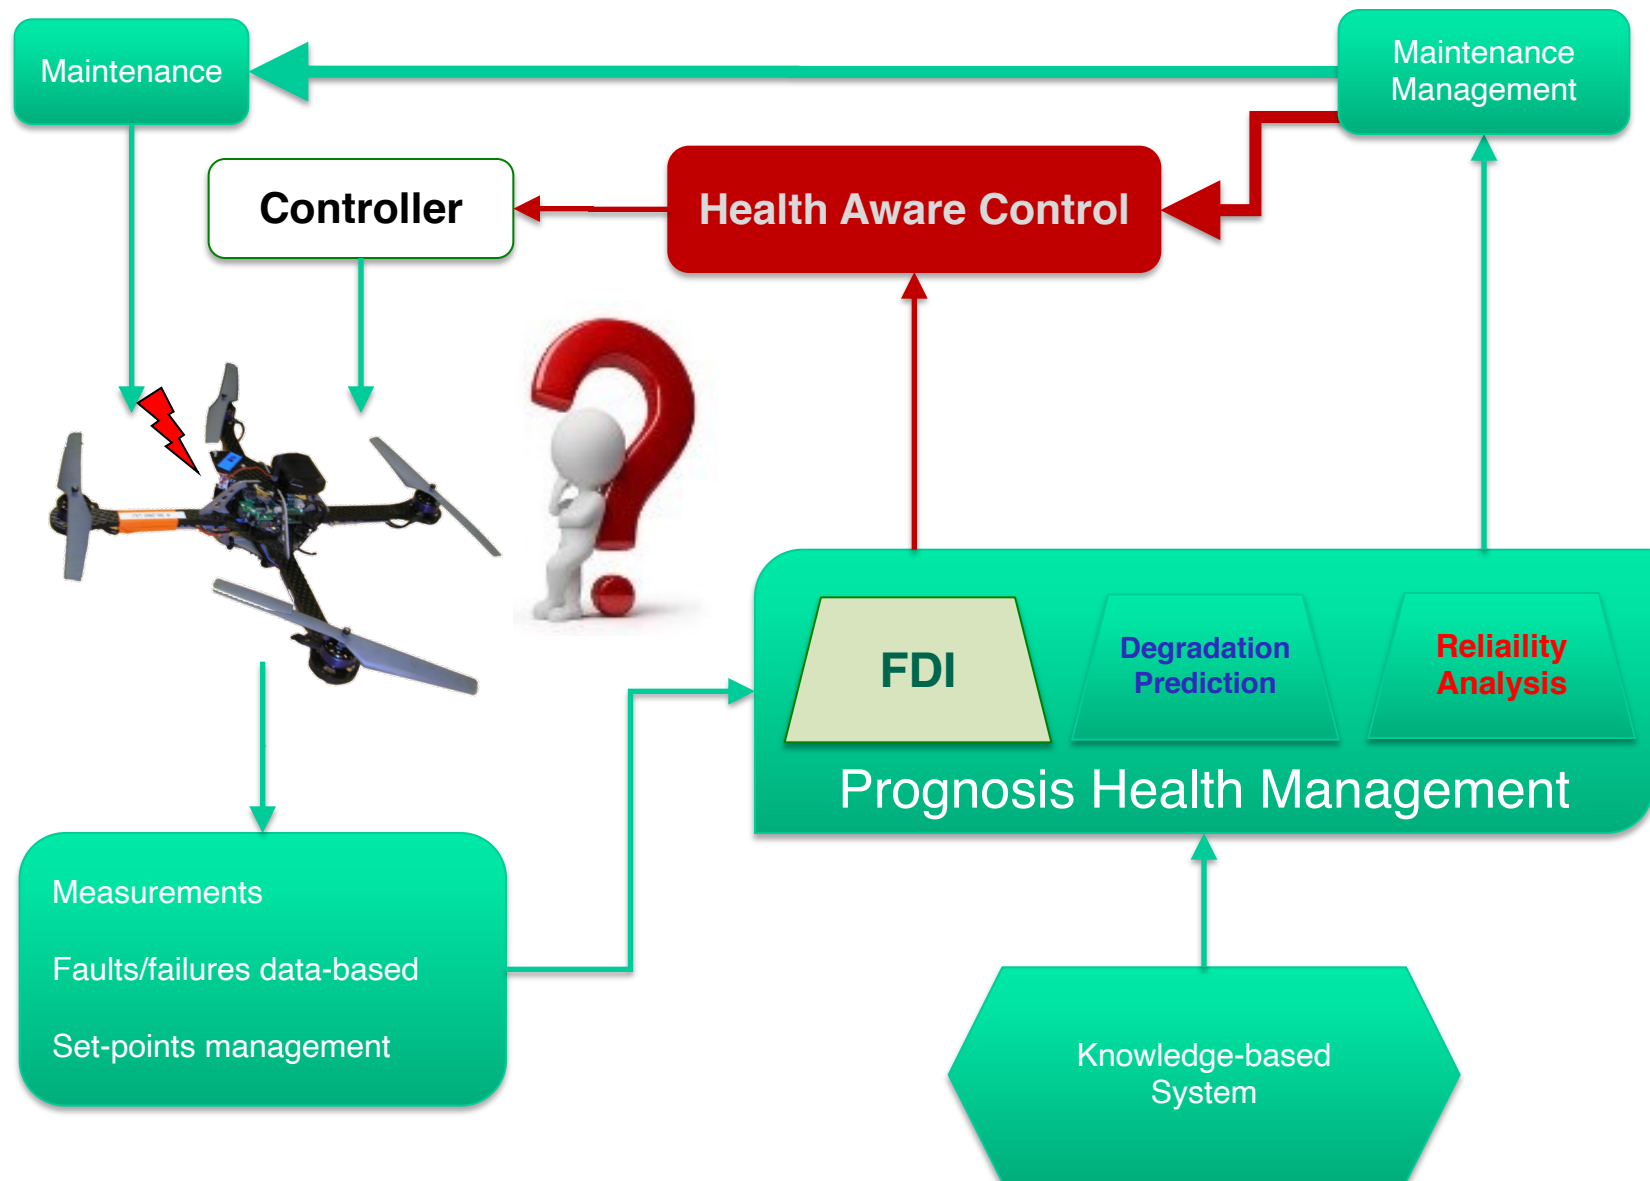 Maintenance
Maintenance
Management
Controller
Health Aware Control
FDI
Degradation
Prediction
Reliaility
Analysis
Prognosis Health Management
Measurements
Faults/failures data-based
Set-points management
Knowledge-based
System